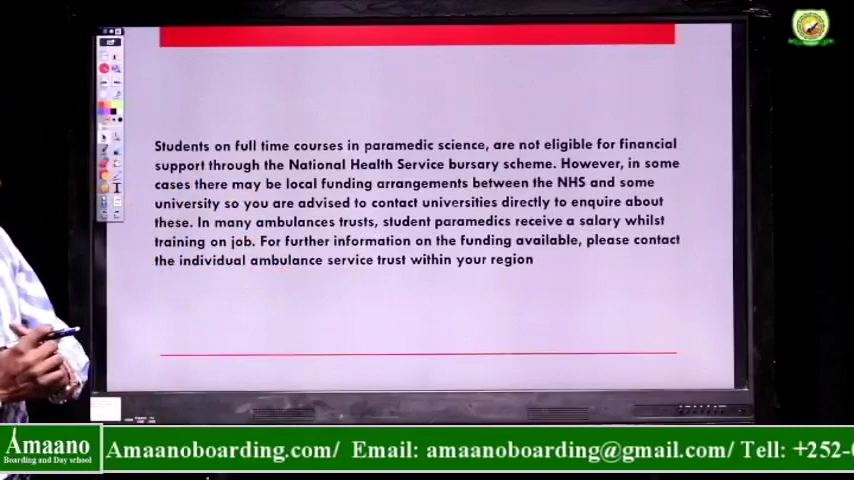 Students on full time courses in paramedic science, are not eligible for financial
support through the National Health Service bursary scheme. However, in some
cases there may be local funding arrangements between the NHS and some
university so you are advised to contact universities directly to enquire about
these. In many ambulances trusts, student paramedics receive a salary whilst
training on job. For further information on the funding available, please contact
the individual ambulance service trust within your region
Amaano
Boarding and Day school
Amaanoboarding.com/ Email: amaanoboarding@gmail.com/ Tell: +252-